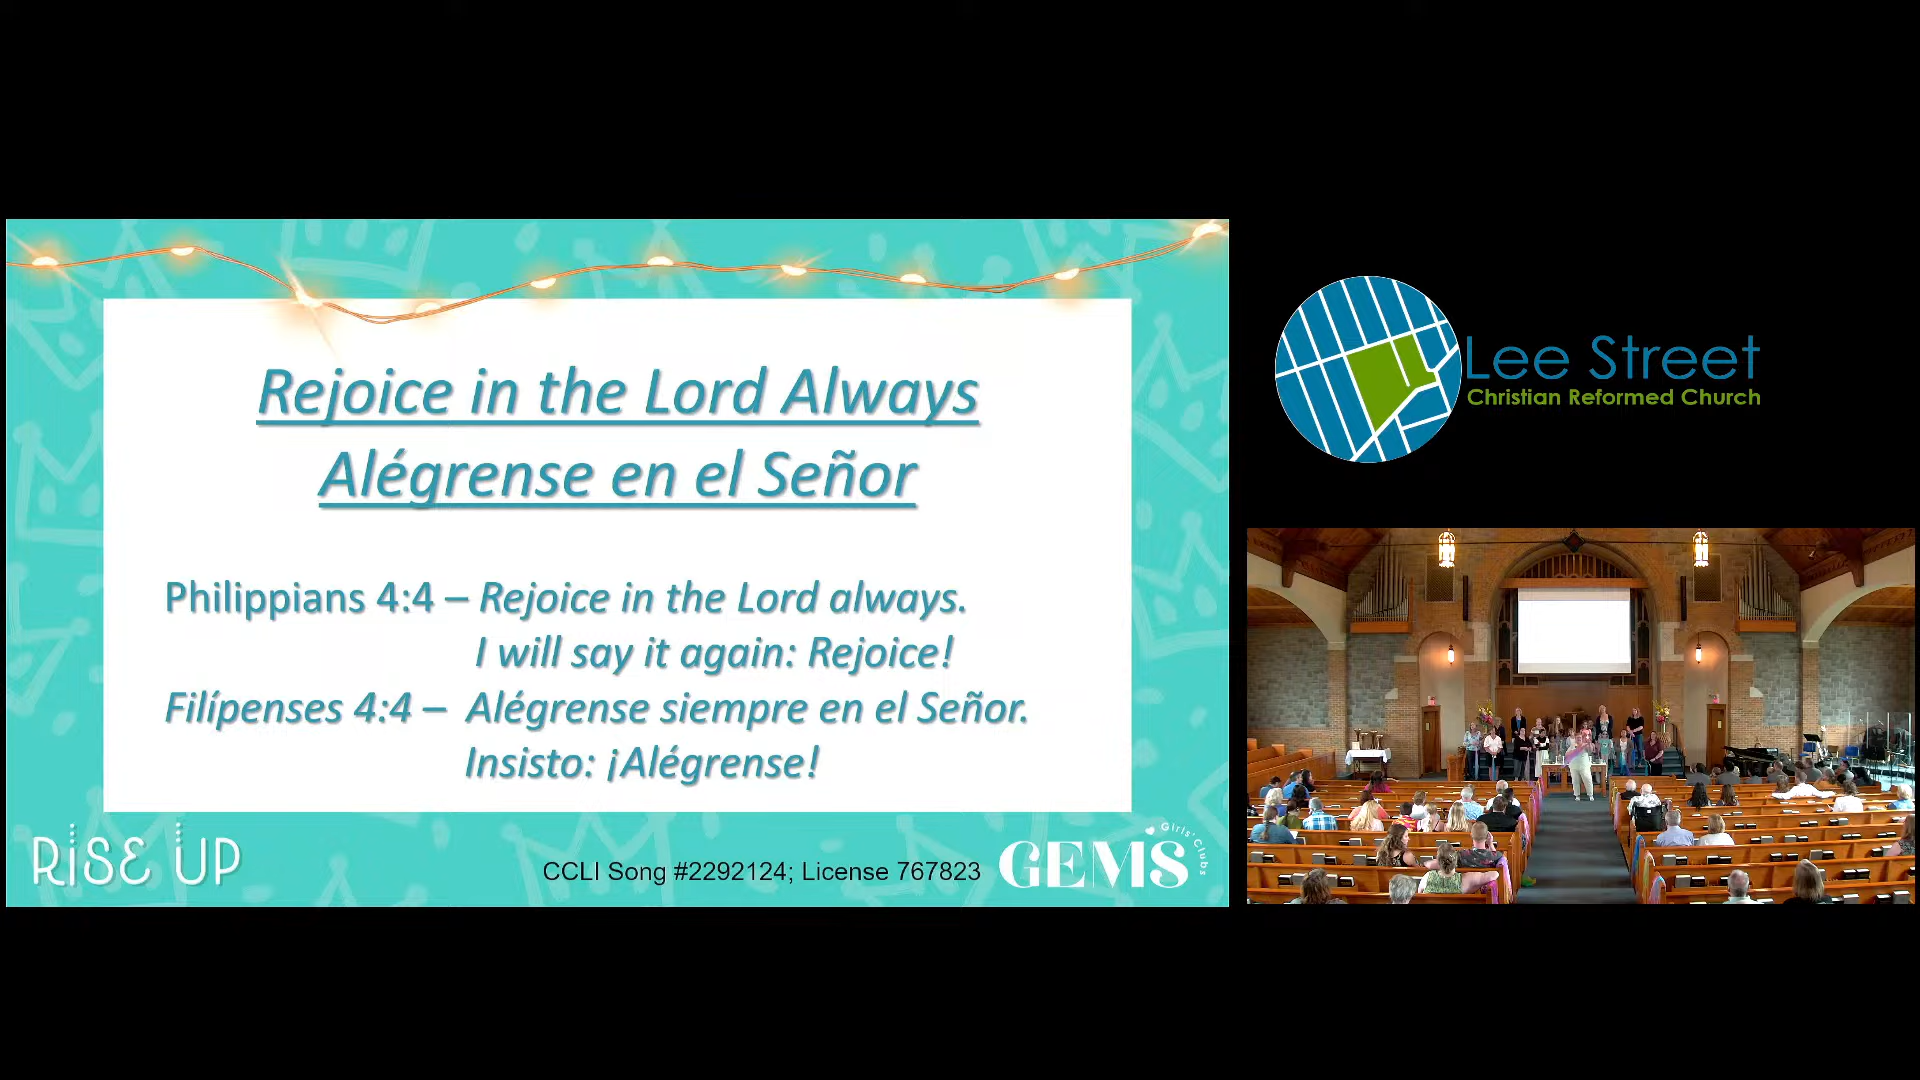 Rejoice in the Lord Always
Alégrense en el Señor
Philippians 4:4 – Rejoice in the Lord always.
I will say it again: Rejoice!
Filípenses 4:4 – Alégrense siempre en el Señor.
Insisto: ¡Alégrense!
RISE UP
CCLI Song #2292124; License 767823
GEMS
Girls' Clubs
Lee Street
Christian Reformed Church